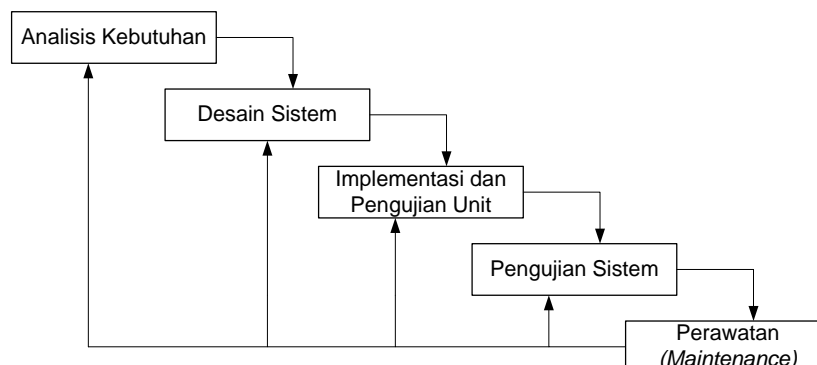 Analisis Kebutuhan
Desain Sistem
Implementasi dan
Pengujian Unit
Pengujian Sistem
Perawatan
(Maintenance)